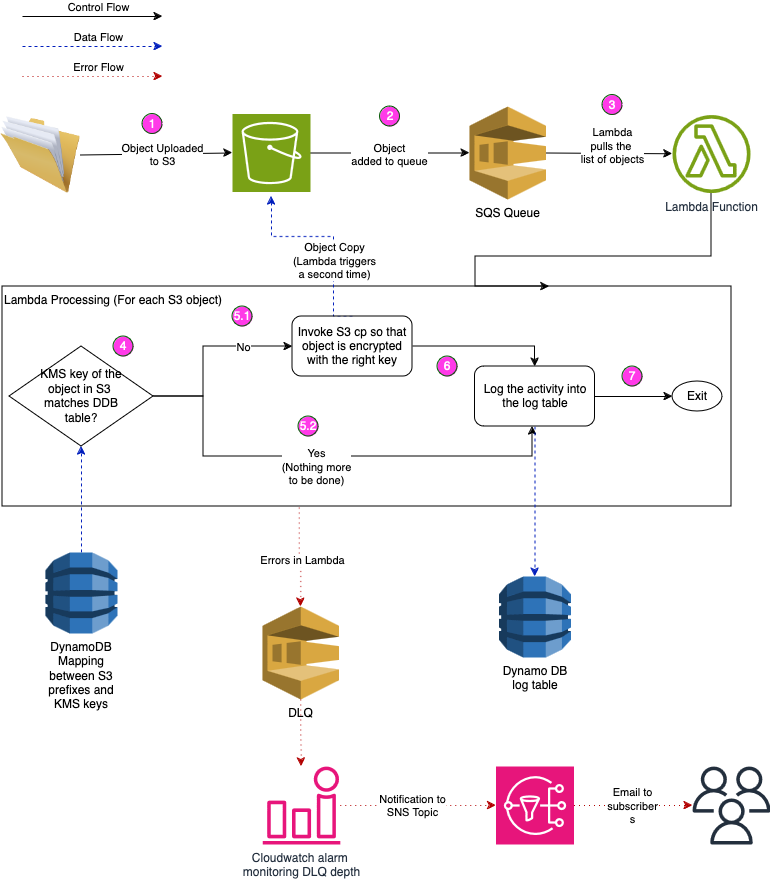 Control Flow
Data Flow
Error Flow
1
Object Uploaded
to S3
2
Object
added to queue
3
Lambda
pulls the
list of objects
SQS Queue
Lambda Function
Object Copy
(Lambda triggers
a second time)
Lambda Processing (For each S3 object)
4
KMS key of the
object in S3
matches DDB
table?
5.1
No
Invoke S3 cp so that
object is encrypted
with the right key
6
Log the activity into
the log table
7
Exit
5.2
Yes
(Nothing more
to be done)
Errors in Lambda
DynamoDB
Mapping
between S3
prefixes and
KMS keys
DLQ
Dynamo DB
log table
Cloudwatch alarm
monitoring DLQ depth
Notification to
SNS Topic
Email to
subscriber
s